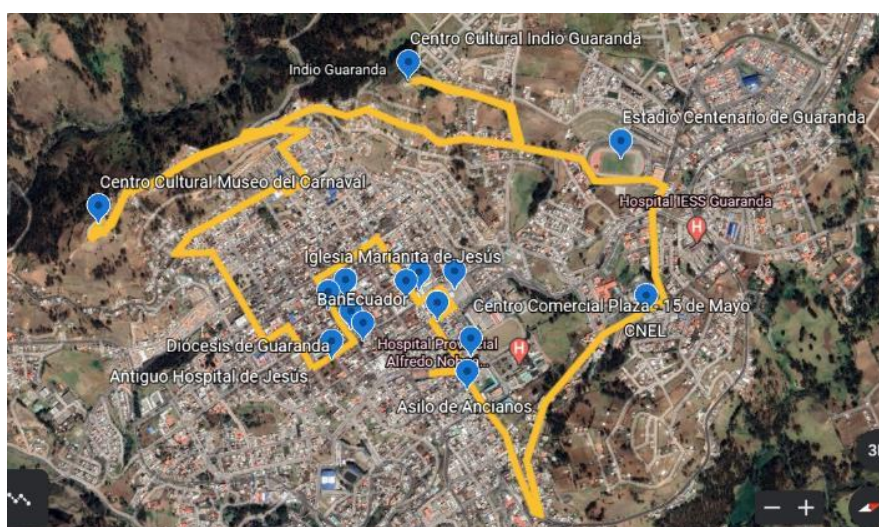 Centro Cultural Indio Guaranda
Indio Guaranda
Estadio Centenario de Guaranda
Centro Cultural Museo del Carnaval
Hospital IESS Guaranda
H
Iglesia Marianita de Jesús
BanEcuador
Centro Comercial Plaza 15 de Mayo
CNEL
Diócesis de Guaranda
Hospital Provincial
Alfredo
H
Antiguo Hospital de Jesús
Asilo de Ancianos